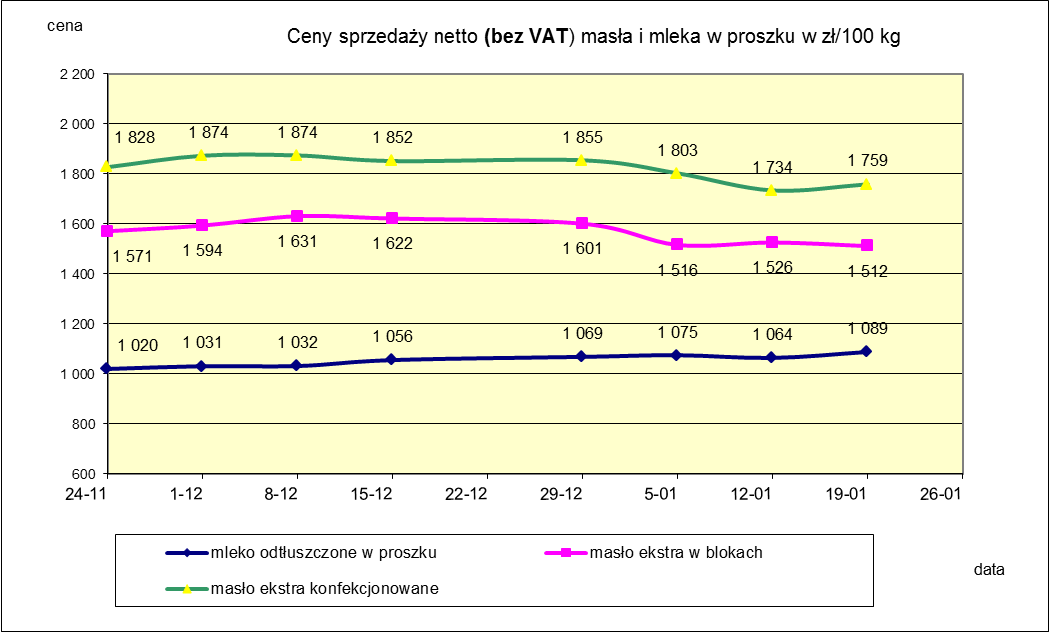 cena
Ceny sprzedaży netto (bez VAT) masła i mleka w proszku w zł/100 kg
2 200
2 000
1 800
1 600
1 400
1 200
1 000
800
600
1 828 1 874 1 874 1 852 1 855 1 803 1 734 1 759
1 571 1 594 1 631 1 622 1 601 1 516 1 526 1 512
1 020 1 031 1 032 1 056 1 069 1 075 1 064 1 089
24-11 1-12 8-12 15-12 22-12 29-12 5-01 12-01 19-01 26-01
mleko odtłuszczone w proszku masło ekstra w blokach
masło ekstra konfekcjonowane
data